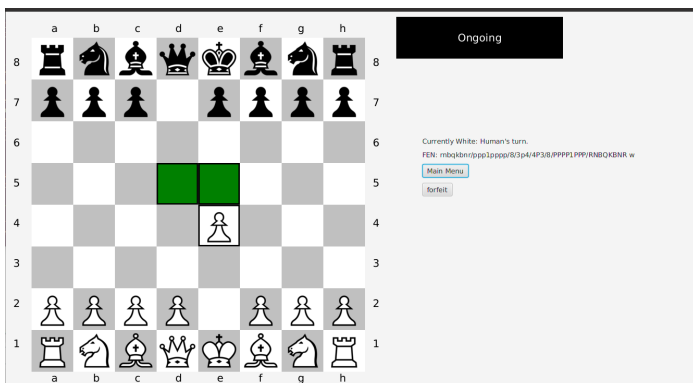 a b c d e f g h
Ongoing
8 8
7 7
6 6
Currently White: Human's turn.
FEN: rnbqkbnr/ppp1pppp/8/3p4/4P3/8/PPPP1PPP/RNBQKBNR w
Main Menu
5 5
forfeit
4 4
3 3
2 2
1 1
a b c d e f g h